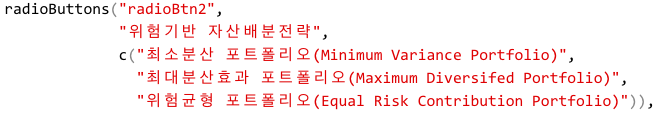 radioButtons("radioBtn2",
"위험기반 자산배분전략",
c("최소분산 포트폴리오(Minimum Variance Portfolio)",
"최대분산효과 포트폴리오(Maximum Diversifed Portfolio)",
"위험균형 포트폴리오(Equal Risk Contribution Portfolio)")),